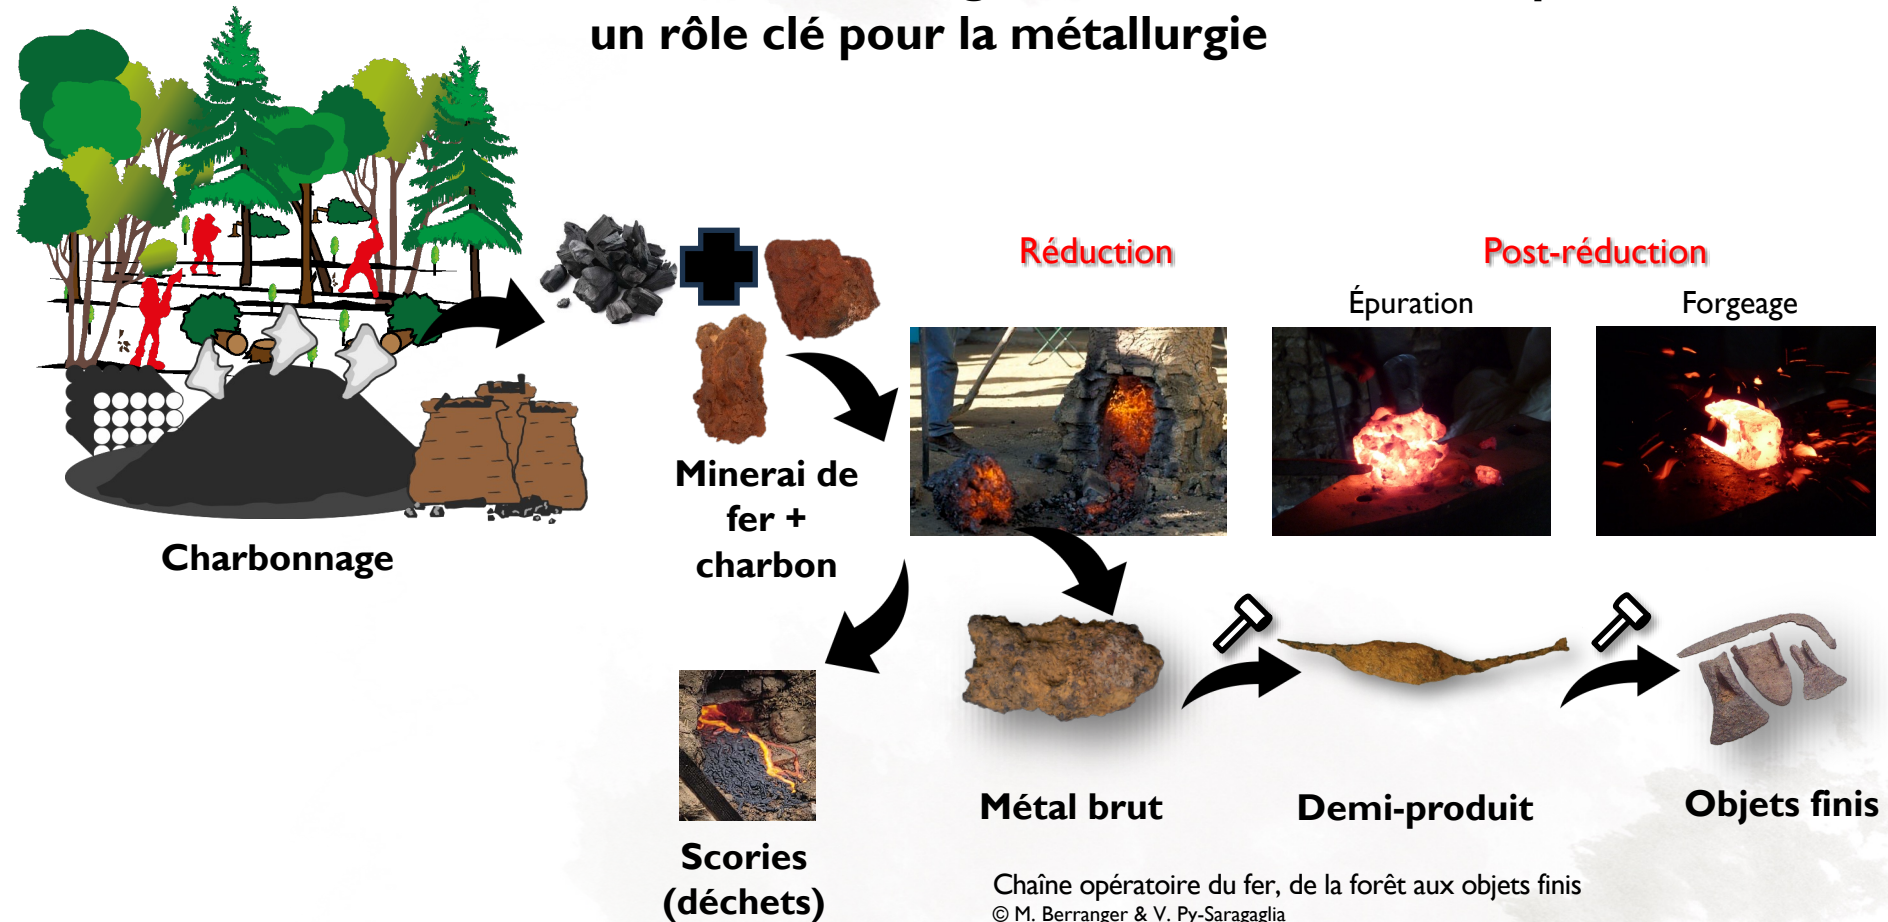 un rôle clé pour la métallurgie
Réduction
Post-réduction
Épuration
Forgeage
Minerai de
fer +
charbon
Charbonnage
Métal brut
Demi-produit
Objets finis
Scories
(déchets)
Chaîne opératoire du fer, de la forêt aux objets finis
© M. Berranger & V. Py-Saragaglia